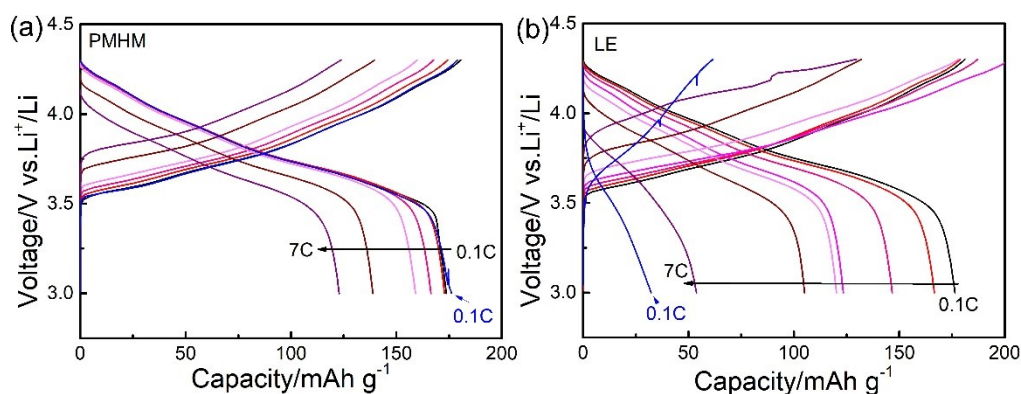 (a)
PMHM
4.5
4.0
3.5
3.0
Voltage/V vs.Li⁺/Li
7C
0.1C
0.1C
0 50 100 150 200
Capacity/mAh g⁻¹
(b)
LE
4.5
4.0
3.5
3.0
Voltage/V vs.Li⁺/Li
7C
0.1C
0.1C
0 50 100 150 200
Capacity/mAh g⁻¹